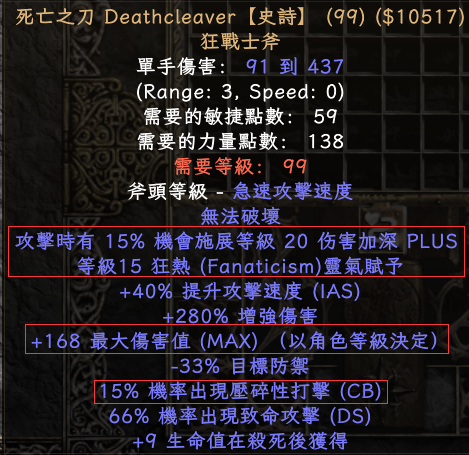 死亡之刀 Deathcleaver【史詩】 (99) ($10517)
狂戰士斧
單手傷害： 91 到 437
(Range: 3, Speed: 0)
需要的敏捷點數： 59
需要的力量點數： 138
需要等級： 99
斧頭等級 - 急速攻擊速度
無法破壞
攻擊時有 15% 機會施展等級 20 伤害加深 PLUS
等級15 狂熱 (Fanaticism)靈氣賦予
+40% 提升攻擊速度 (IAS)
+280% 增強傷害
+168 最大傷害值 (MAX) （以角色等級決定）
-33% 目標防禦
15% 機率出現壓碎性打擊 (CB)
66% 機率出現致命攻擊 (DS)
+9 生命值在殺死後獲得